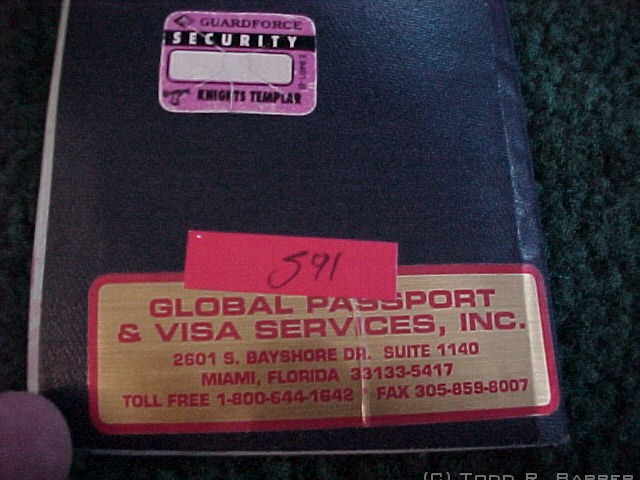 GUARDFORCE
SECURITY
KNIGHTS TEMPLAR
591
GLOBAL PASSPORT
& VISA SERVICES, INC.
2601 S. BAYSHORE DR. SUITE 1140
MIAMI, FLORIDA 33133-5417
TOLL FREE 1-800-644-1642 * FAX 305-859-8007
(C) Todd R. Barber